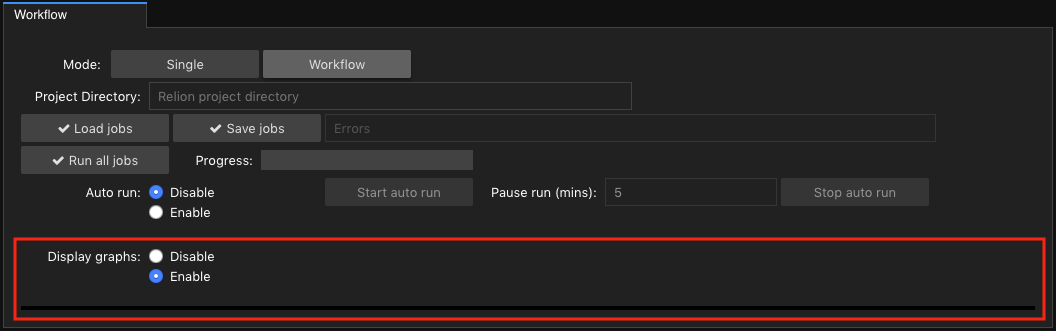 Workflow
Mode: Single Workflow
Project Directory: Relion project directory
Load jobs Save jobs Errors
Run all jobs Progress:
Auto run: Disable Start auto run Pause run (mins): 5 Stop auto run
Enable
Display graphs: Disable
Enable